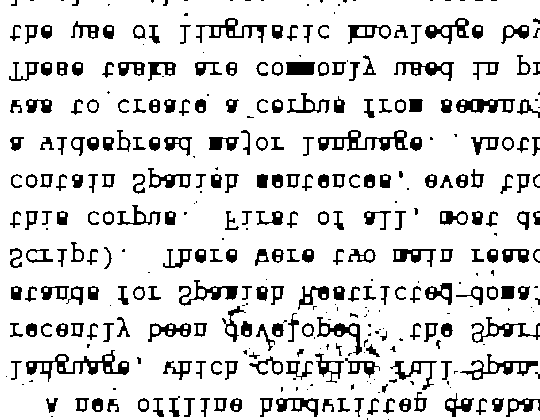 A new offline handwritten databa
language, which contains full Span
recently been developed: the Spart
stands for Spanish Restricted-doma
Script). There were two main reaso
this corpus. First of all, most da
contain Spanish sentences, even tho
a widespread major language. Anoth
was to create a corpus from semanti
These tasks are commonly used in pr
the use of linguistic knowledge bey